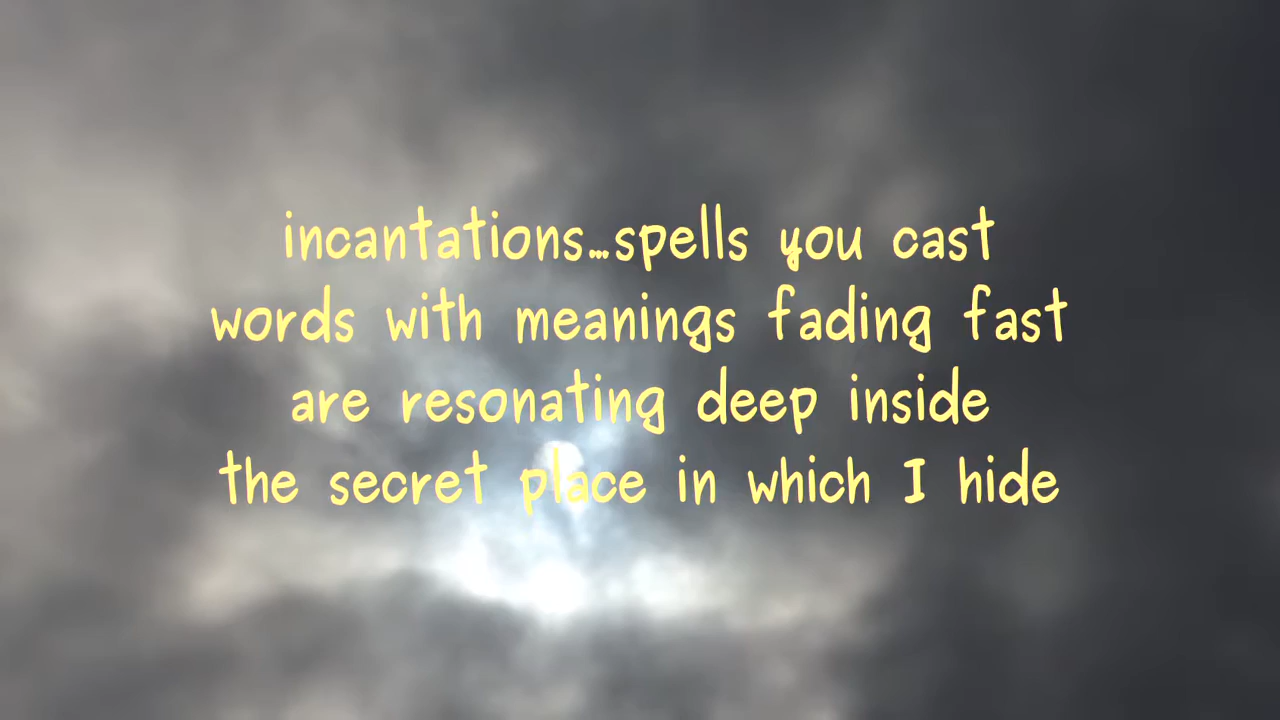 incantations...spells you cast
words with meanings fading fast
are resonating deep inside
the secret place in which I hide